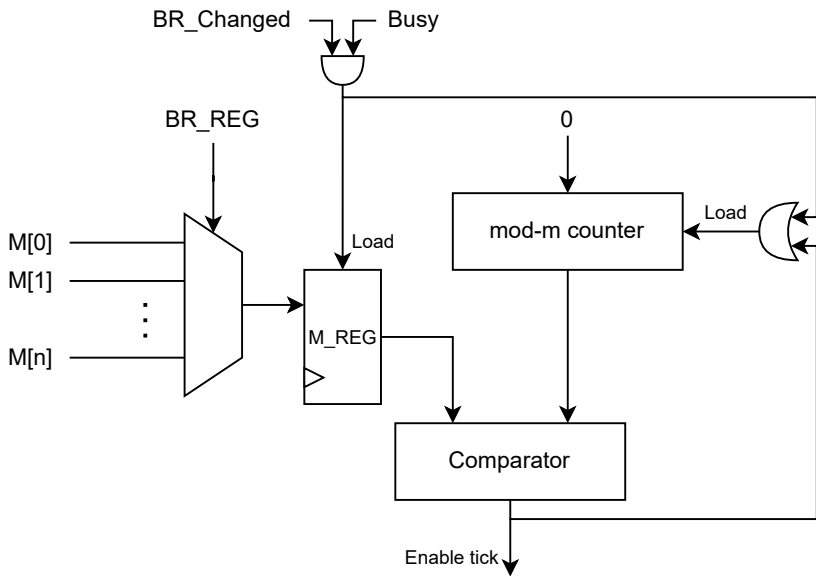 BR_Changed
Busy
BR_REG
0
M[0]
M[1]
M[n]
Load
mod-m counter
Load
M_REG
Comparator
Enable tick